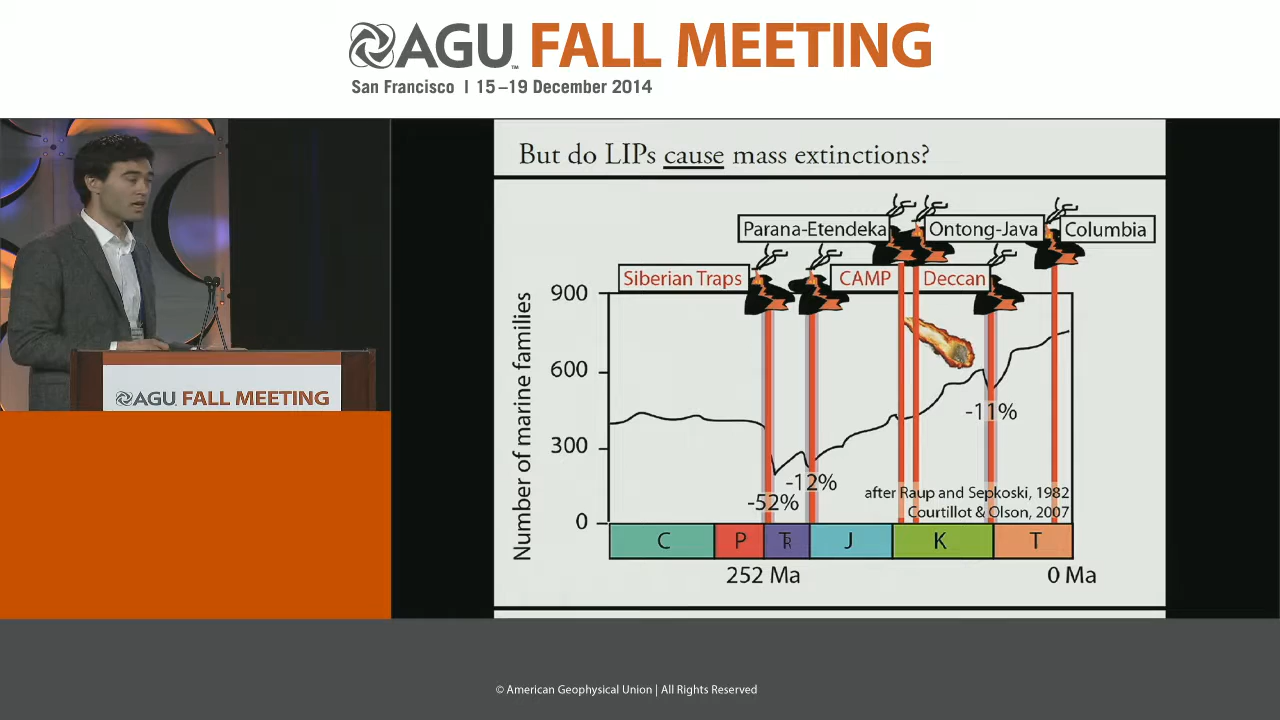 AGU™ FALL MEETING
San Francisco | 15–19 December 2014
AGU FALL MEETING
But do LIPs cause mass extinctions?
Parana-Etendeka
Ontong-Java
Columbia
Siberian Traps
CAMP
Deccan
Number of marine families
900
600
300
0
-52%
-12%
-11%
after Raup and Sepkoski, 1982
Courtillot & Olson, 2007
C
P
TR
J
K
T
252 Ma
0 Ma
© American Geophysical Union | All Rights Reserved